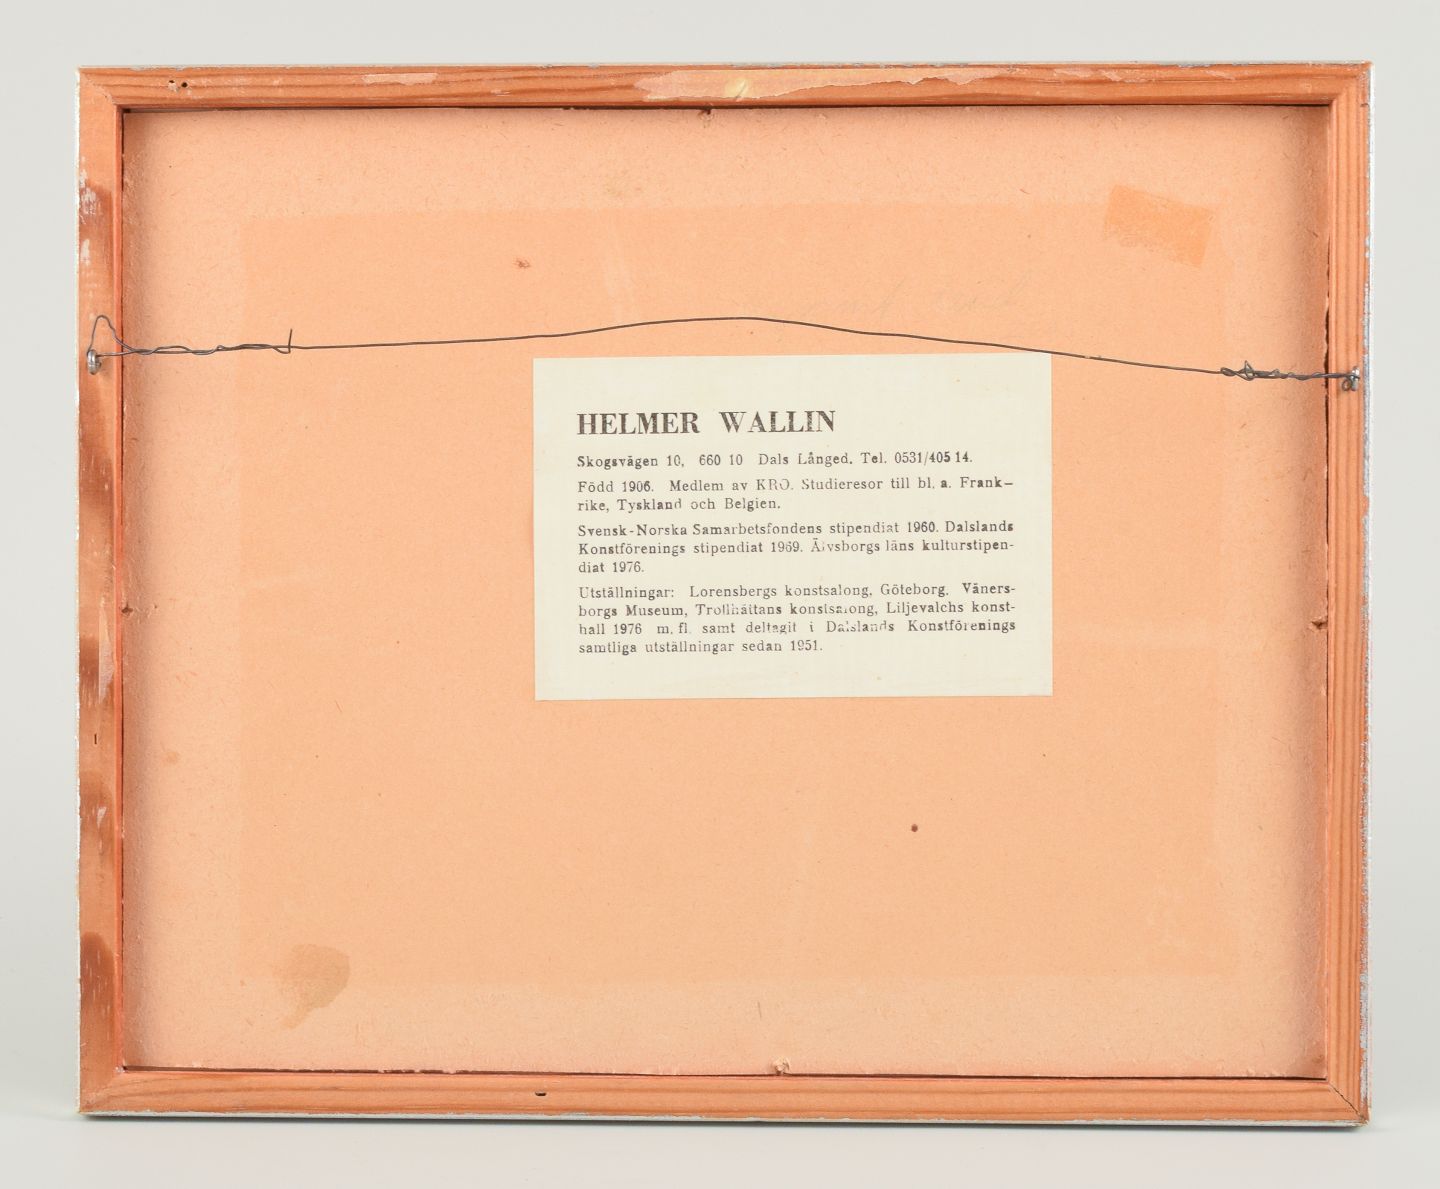 HELMER WALLIN
Skogsvägen 10, 660 10 Dals Långed. Tel. 0531/405 14.
Född 1906. Medlem av KRO. Studieresor till bl. a. Frank-
rike, Tyskland och Belgien.
Svensk-Norska Samarbetsfondens stipendiat 1960. Dalslands
Konstförenings stipendiat 1969. Älvsborgs läns kulturstipen-
diat 1976.
Utställningar: Lorensbergs konstsalong, Göteborg. Väners-
borgs Museum, Trollhättans konstsalong, Liljevalchs konst-
hall 1976 m. fl. samt deltagit i Dalslands Konstförenings
samtliga utställningar sedan 1951.